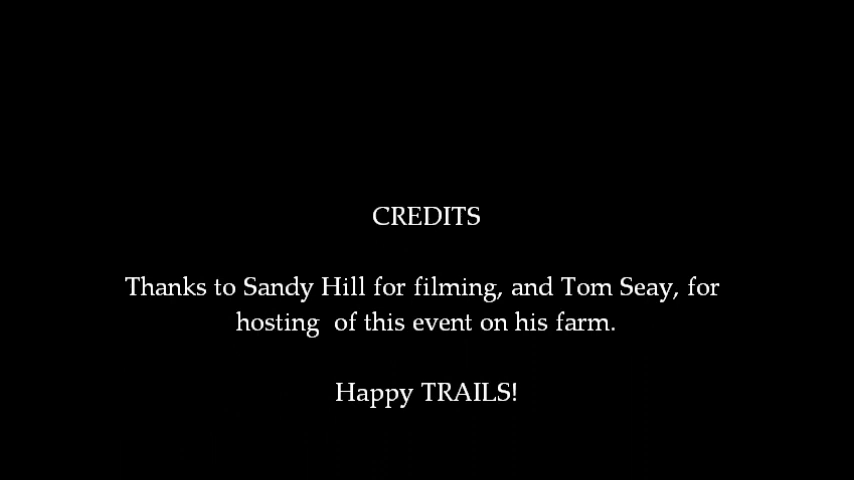 CREDITS
Thanks to Sandy Hill for filming, and Tom Seay, for
hosting  of this event on his farm.
Happy TRAILS!